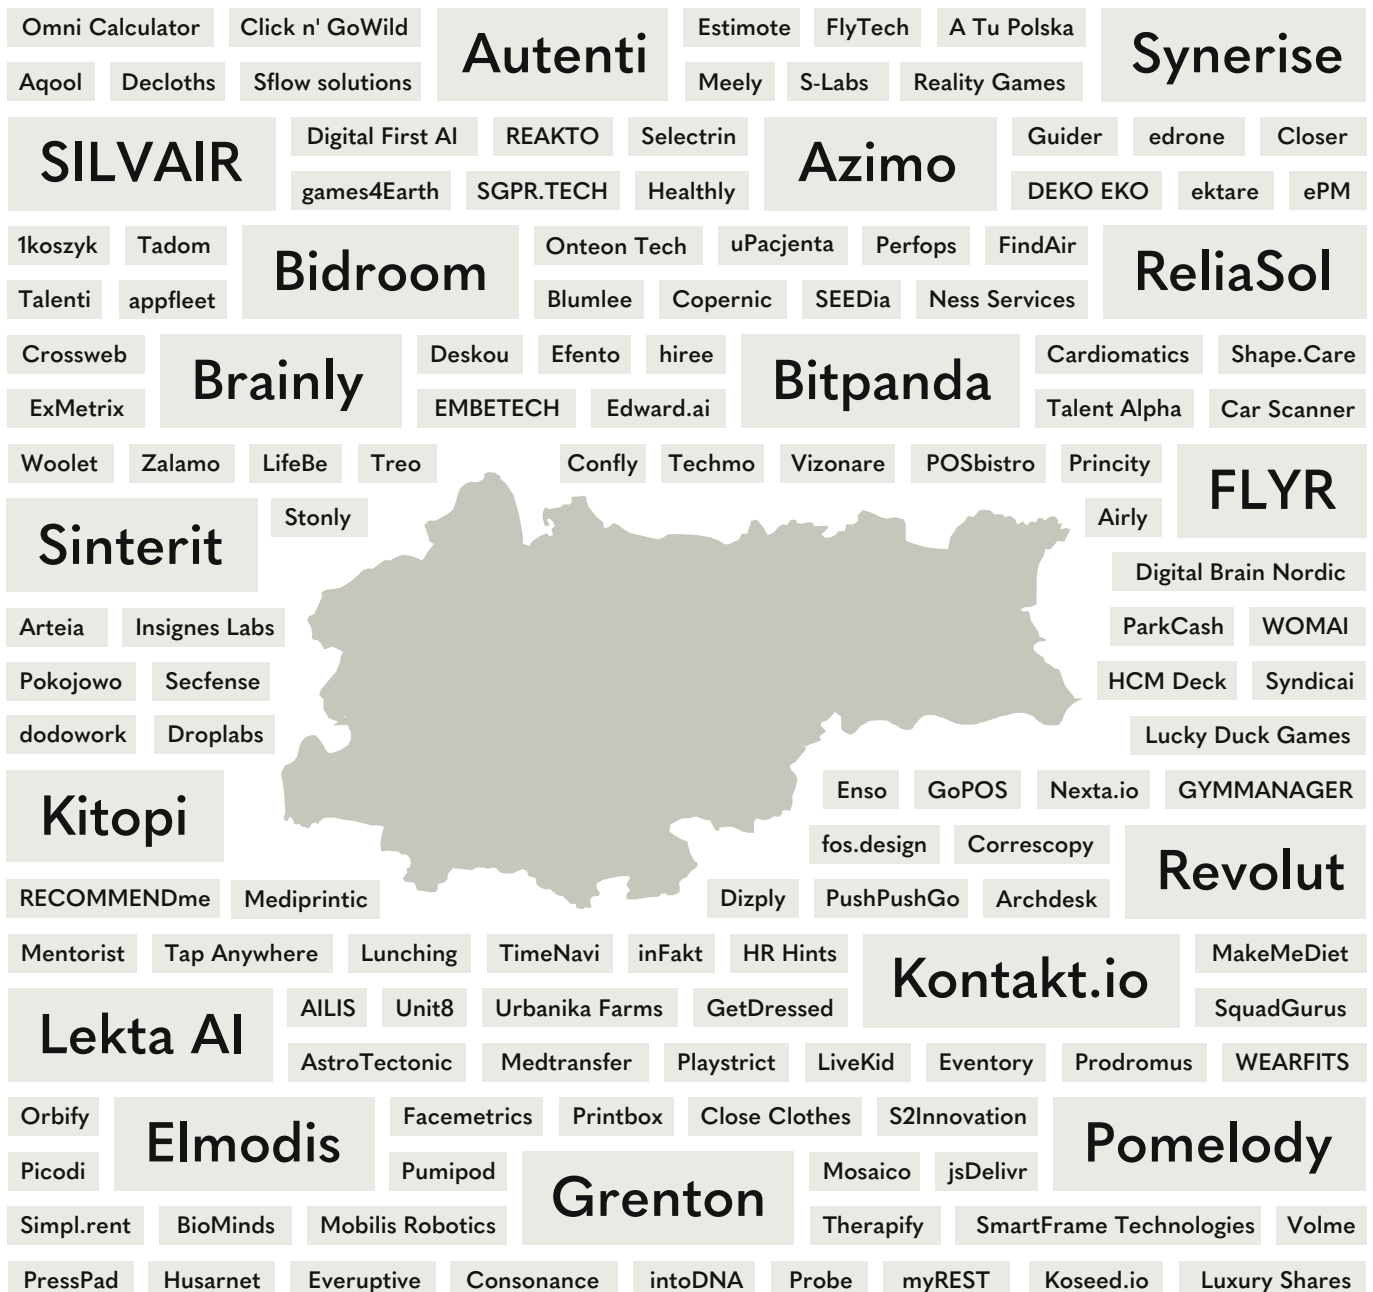 Omni Calculator
Click n' GoWild
Autenti
Estimote
FlyTech
A Tu Polska
Synerise
Aqool
Decloths
Sflow solutions
Meely
S-Labs
Reality Games
SILVAIR
Digital First AI
REAKTO
Selectrin
Azimo
Guider
edrone
Closer
games4Earth
SGPR.TECH
Healthly
DEKO EKO
ektare
ePM
1koszyk
Tadom
Bidroom
Onteon Tech
uPacjenta
Perfops
FindAir
ReliaSol
Talenti
appfleet
Blumlee
Copernic
SEEDia
Ness Services
Crossweb
Brainly
Deskou
Efento
hiree
Bitpanda
Cardiomatics
Shape.Care
ExMetrix
EMBETECH
Edward.ai
Talent Alpha
Car Scanner
Woolet
Zalamo
LifeBe
Treo
Confly
Techmo
Vizonare
POSbistro
Princity
FLYR
Sinterit
Stonly
Airly
Digital Brain Nordic
Arteia
Insignes Labs
ParkCash
WOMAI
Pokojowo
Secfense
HCM Deck
Syndicai
dodowork
Droplabs
Lucky Duck Games
Kitopi
Enso
GoPOS
Nexta.io
GYMMANAGER
fos.design
Correscopy
Revolut
RECOMMENDme
Mediprintic
Dizply
PushPushGo
Archdesk
Mentorist
Tap Anywhere
Lunching
TimeNavi
inFakt
HR Hints
Kontakt.io
MakeMeDiet
Lekta AI
AILIS
Unit8
Urbanika Farms
GetDressed
SquadGurus
AstroTectonic
Medtransfer
Playstrict
LiveKid
Eventory
Prodromus
WEARFITS
Orbify
Elmodis
Facemetrics
Printbox
Close Clothes
S2Innovation
Pomelody
Picodi
Pumipod
Grenton
Mosaico
jsDelivr
Simpl.rent
BioMinds
Mobilis Robotics
Therapify
SmartFrame Technologies
Volme
PressPad
Husarnet
Everuptive
Consonance
intoDNA
Probe
myREST
Koseed.io
Luxury Shares